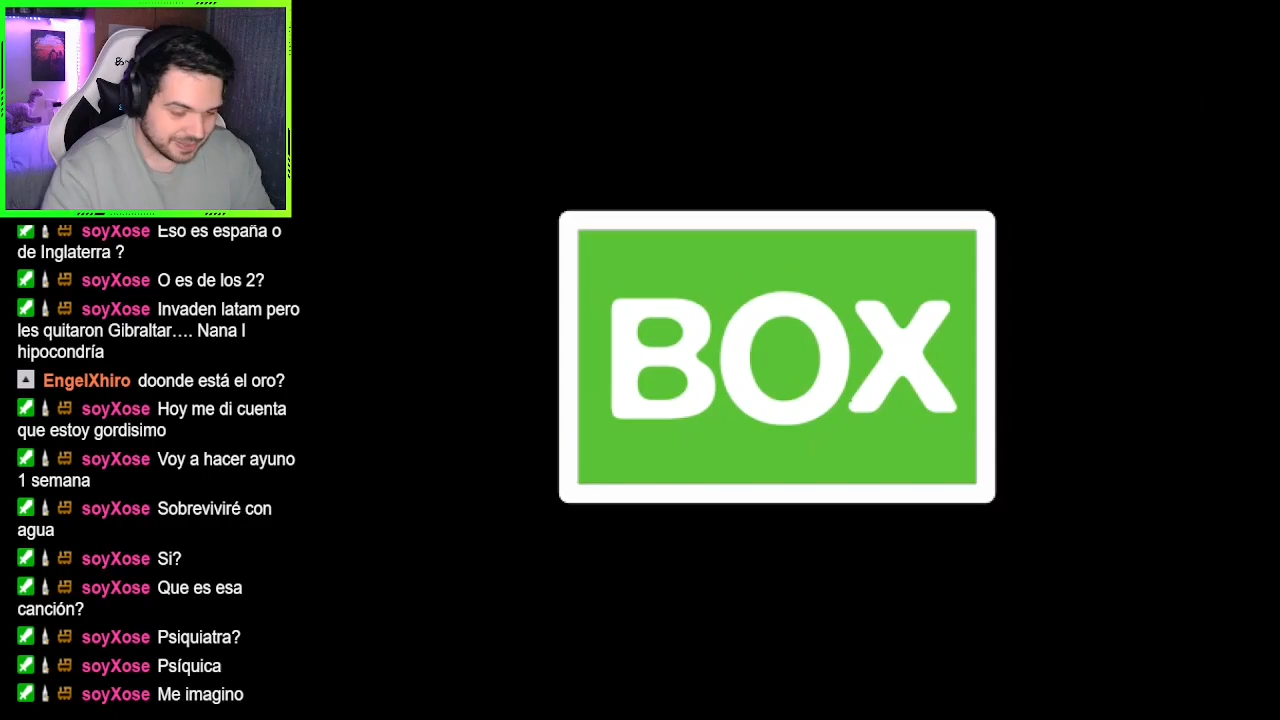 soyXose Eso es españa o
de Inglaterra ?
soyXose O es de los 2?
soyXose Invaden latam pero
les quitaron Gibraltar.... Nana I
hipocondría
EngelXhiro doonde está el oro?
soyXose Hoy me di cuenta
que estoy gordisimo
soyXose Voy a hacer ayuno
1 semana
soyXose Sobreviviré con
agua
soyXose Si?
soyXose Que es esa
canción?
soyXose Psiquiatra?
soyXose Psíquica
soyXose Me imagino
BOX